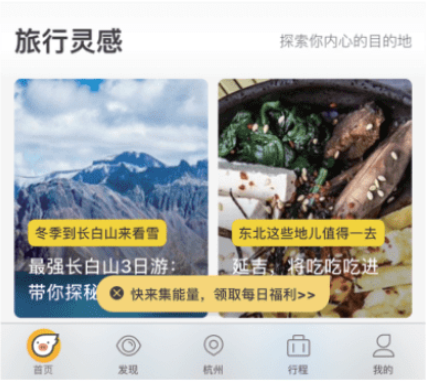 旅行灵感
探索你内心的目的地
冬季到长白山来看雪
最强长白山3日游：
带你探秘
东北这些地儿值得一去
延吉，将吃吃吃进
快来集能量，领取每日福利>>
首页
发现
杭州
行程
我的